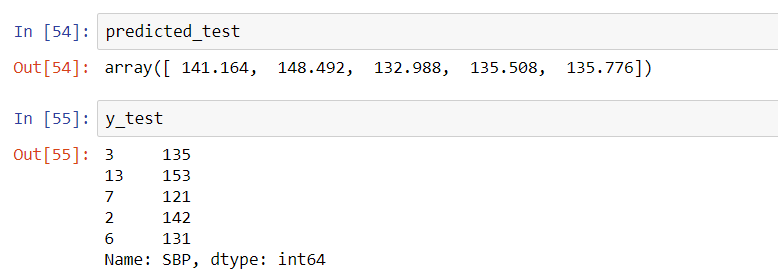 In [54]: predicted_test
Out[54]: array([ 141.164,  148.492,  132.988,  135.508,  135.776])
In [55]: y_test
Out[55]: 3     135
13    153
7     121
2     142
6     131
Name: SBP, dtype: int64